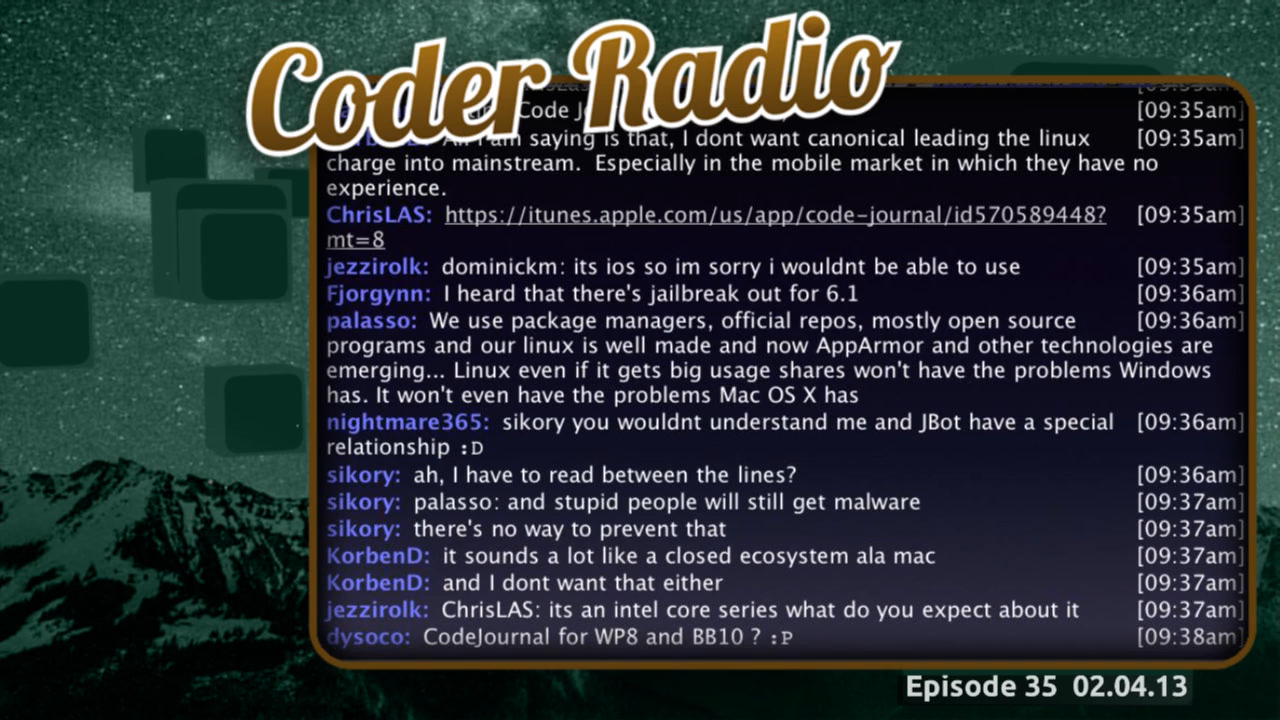 Coder Radio
[09:35am]
Code J
am saying is that, I dont want canonical leading the linux [09:35am]
charge into mainstream. Especially in the mobile market in which they have no
experience.
ChrisLAS: https://itunes.apple.com/us/app/code-journal/id570589448? [09:35am]
mt=8
jezzirolk: dominickm: its ios so im sorry i wouldnt be able to use [09:35am]
Fjorgynn: I heard that there's jailbreak out for 6.1 [09:36am]
palasso: We use package managers, official repos, mostly open source [09:36am]
programs and our linux is well made and now AppArmor and other technologies are
emerging... Linux even if it gets big usage shares won't have the problems Windows
has. It won't even have the problems Mac OS X has
nightmare365: sikory you wouldnt understand me and JBot have a special [09:36am]
relationship :D
sikory: ah, I have to read between the lines? [09:36am]
sikory: palasso: and stupid people will still get malware [09:37am]
sikory: there's no way to prevent that [09:37am]
KorbenD: it sounds a lot like a closed ecosystem ala mac [09:37am]
KorbenD: and I dont want that either [09:37am]
jezzirolk: ChrisLAS: its an intel core series what do you expect about it [09:37am]
dysoco: CodeJournal for WP8 and BB10 ? :P [09:38am]
Episode 35 02.04.13